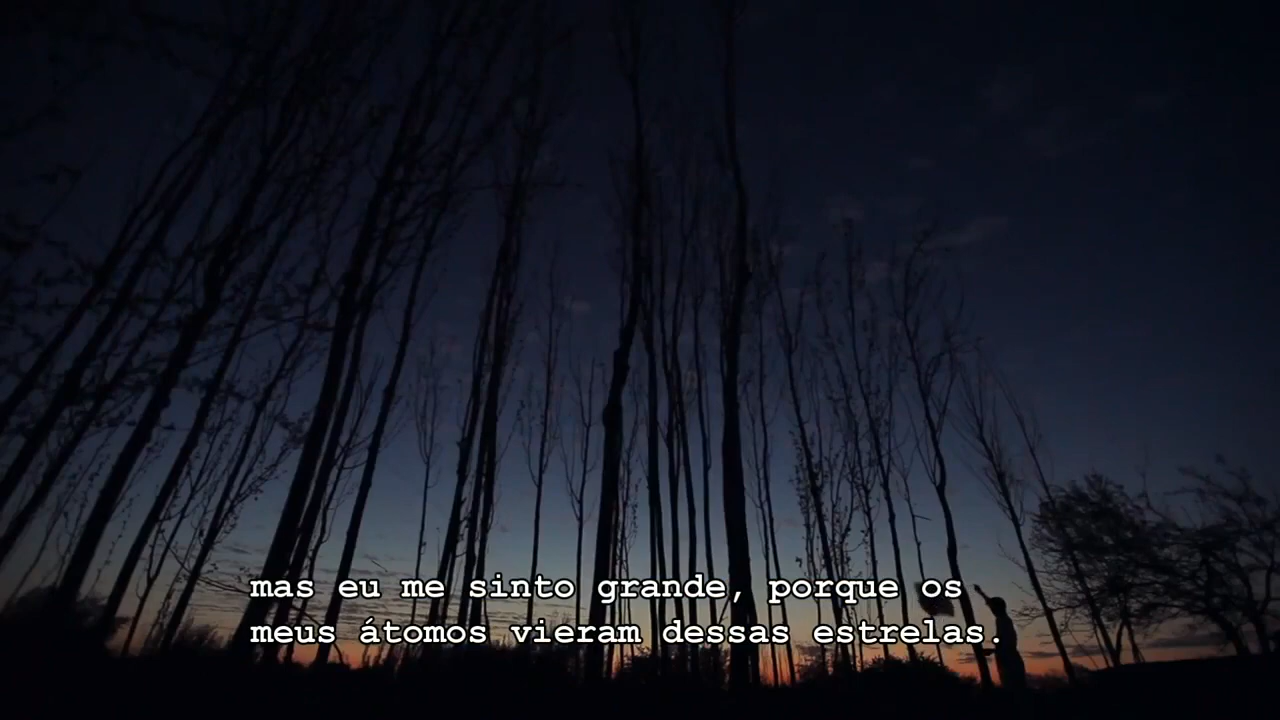 mas eu me sinto grande, porque os
meus átomos vieram dessas estrelas.